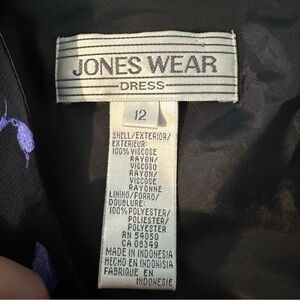 JONES WEAR
DRESS
12
SHELL/EXTERIOR/
EXTERIEUR:
100% VISCOSE
RAYON/
VISCOSO
RAYON/
VISCOSE
RAYONNE
LINING/FORRO/
DOUBLURE:
100% POLYESTER/
POLIESTER/
POLYESTER
RN 54050
CA 08349
MADE IN INDONESIA
HECHO EN INDONISIA
FABRIQUE EN
INDONESIE